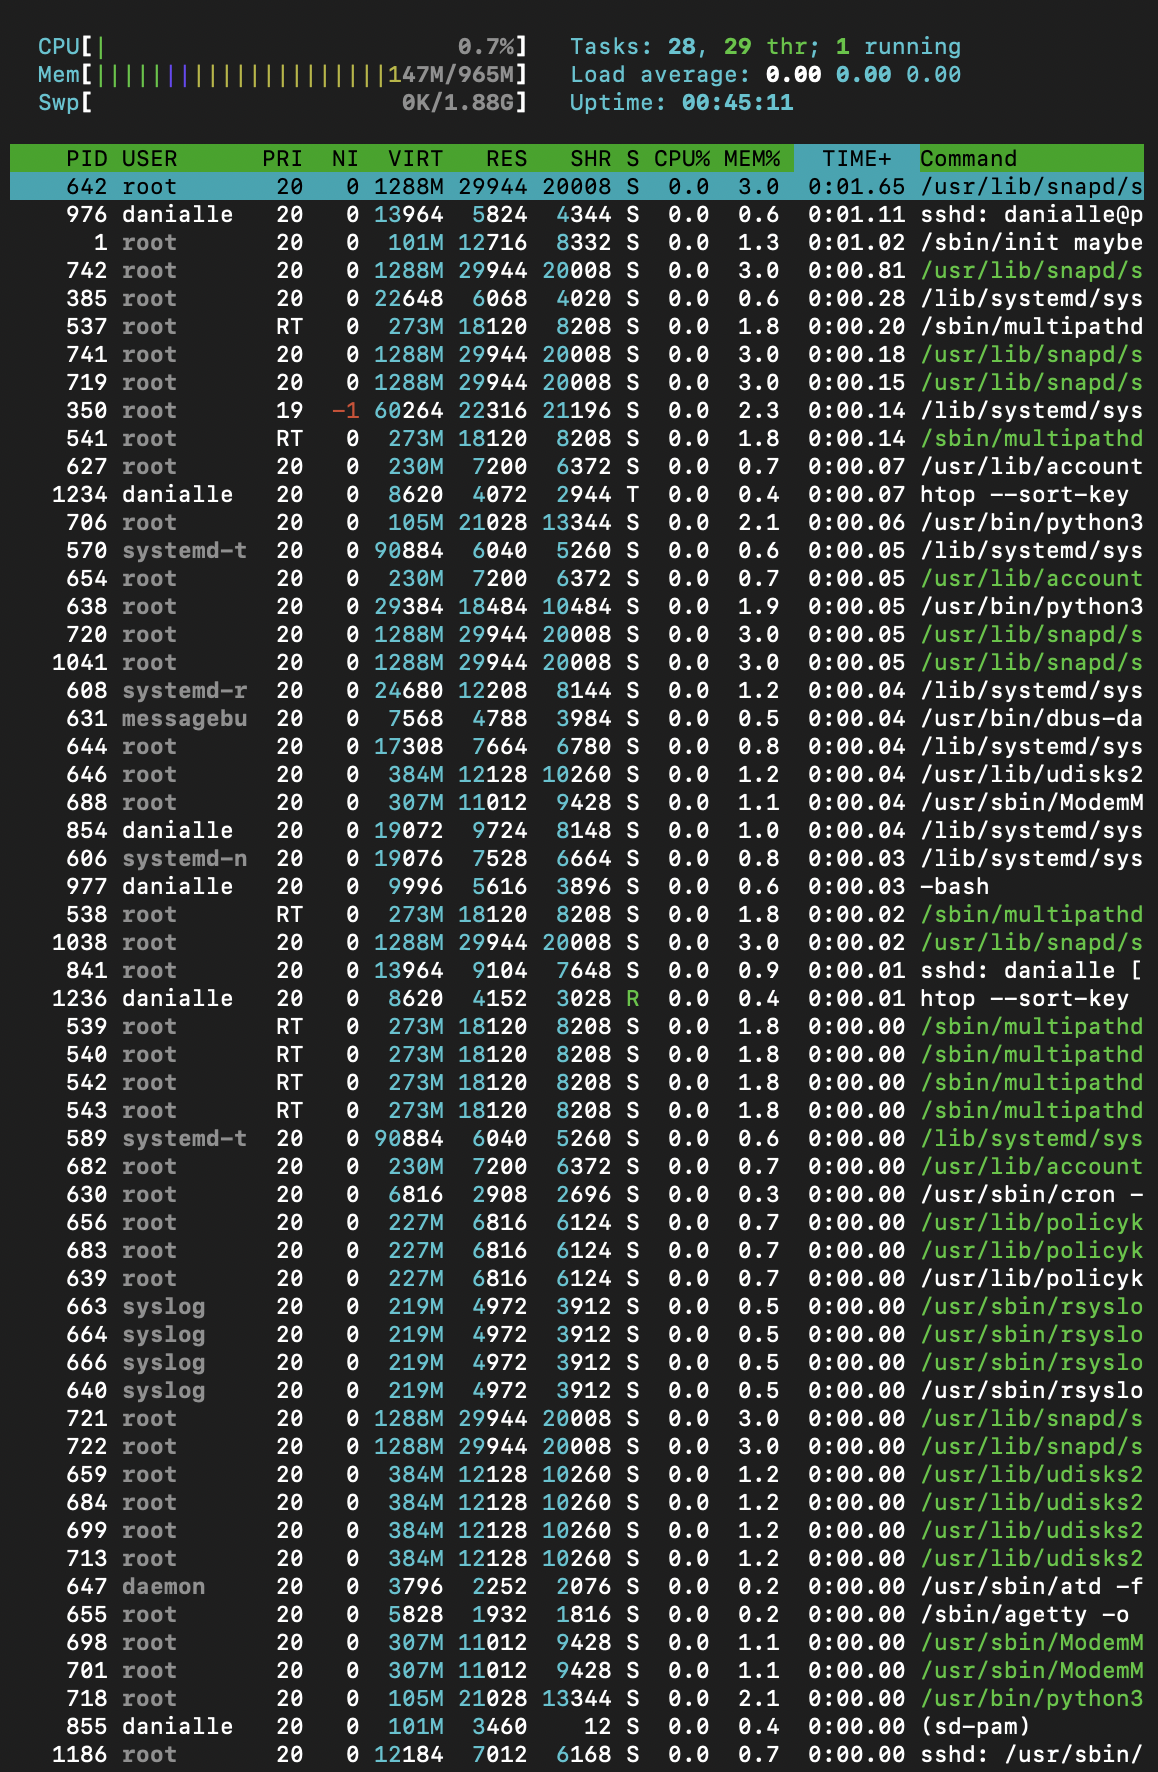 CPU[| 0.7%] Tasks: 28, 29 thr; 1 running
Mem[|||||||||||||||||||||147M/965M] Load average: 0.00 0.00 0.00
Swp[ 0K/1.88G] Uptime: 00:45:11
PID USER PRI NI VIRT RES SHR S CPU% MEM% TIME+ Command
642 root 20 0 1288M 29944 20008 S 0.0 3.0 0:01.65 /usr/lib/snapd/s
976 danialle 20 0 13964 5824 4344 S 0.0 0.6 0:01.11 sshd: danialle@p
1 root 20 0 101M 12716 8332 S 0.0 1.3 0:01.02 /sbin/init maybe
742 root 20 0 1288M 29944 20008 S 0.0 3.0 0:00.81 /usr/lib/snapd/s
385 root 20 0 22648 6068 4020 S 0.0 0.6 0:00.28 /lib/systemd/sys
537 root RT 0 273M 18120 8208 S 0.0 1.8 0:00.20 /sbin/multipathd
741 root 20 0 1288M 29944 20008 S 0.0 3.0 0:00.18 /usr/lib/snapd/s
719 root 20 0 1288M 29944 20008 S 0.0 3.0 0:00.15 /usr/lib/snapd/s
350 root 19 -1 60264 22316 21196 S 0.0 2.3 0:00.14 /lib/systemd/sys
541 root RT 0 273M 18120 8208 S 0.0 1.8 0:00.14 /sbin/multipathd
627 root 20 0 230M 7200 6372 S 0.0 0.7 0:00.07 /usr/lib/account
1234 danialle 20 0 8620 4072 2944 T 0.0 0.4 0:00.07 htop --sort-key
706 root 20 0 105M 21028 13344 S 0.0 2.1 0:00.06 /usr/bin/python3
570 systemd-t 20 0 90884 6040 5260 S 0.0 0.6 0:00.05 /lib/systemd/sys
654 root 20 0 230M 7200 6372 S 0.0 0.7 0:00.05 /usr/lib/account
638 root 20 0 29384 18484 10484 S 0.0 1.9 0:00.05 /usr/bin/python3
720 root 20 0 1288M 29944 20008 S 0.0 3.0 0:00.05 /usr/lib/snapd/s
1041 root 20 0 1288M 29944 20008 S 0.0 3.0 0:00.05 /usr/lib/snapd/s
608 systemd-r 20 0 24680 12208 8144 S 0.0 1.2 0:00.04 /lib/systemd/sys
631 messagebu 20 0 7568 4788 3984 S 0.0 0.5 0:00.04 /usr/bin/dbus-da
644 root 20 0 17308 7664 6780 S 0.0 0.8 0:00.04 /lib/systemd/sys
646 root 20 0 384M 12128 10260 S 0.0 1.2 0:00.04 /usr/lib/udisks2
688 root 20 0 307M 11012 9428 S 0.0 1.1 0:00.04 /usr/sbin/ModemM
854 danialle 20 0 19072 9724 8148 S 0.0 1.0 0:00.04 /lib/systemd/sys
606 systemd-n 20 0 19076 7528 6664 S 0.0 0.8 0:00.03 /lib/systemd/sys
977 danialle 20 0 9996 5616 3896 S 0.0 0.6 0:00.03 -bash
538 root RT 0 273M 18120 8208 S 0.0 1.8 0:00.02 /sbin/multipathd
1038 root 20 0 1288M 29944 20008 S 0.0 3.0 0:00.02 /usr/lib/snapd/s
841 root 20 0 13964 9104 7648 S 0.0 0.9 0:00.01 sshd: danialle [
1236 danialle 20 0 8620 4152 3028 R 0.0 0.4 0:00.01 htop --sort-key
539 root RT 0 273M 18120 8208 S 0.0 1.8 0:00.00 /sbin/multipathd
540 root RT 0 273M 18120 8208 S 0.0 1.8 0:00.00 /sbin/multipathd
542 root RT 0 273M 18120 8208 S 0.0 1.8 0:00.00 /sbin/multipathd
543 root RT 0 273M 18120 8208 S 0.0 1.8 0:00.00 /sbin/multipathd
589 systemd-t 20 0 90884 6040 5260 S 0.0 0.6 0:00.00 /lib/systemd/sys
682 root 20 0 230M 7200 6372 S 0.0 0.7 0:00.00 /usr/lib/account
630 root 20 0 6816 2908 2696 S 0.0 0.3 0:00.00 /usr/sbin/cron -
656 root 20 0 227M 6816 6124 S 0.0 0.7 0:00.00 /usr/lib/policyk
683 root 20 0 227M 6816 6124 S 0.0 0.7 0:00.00 /usr/lib/policyk
639 root 20 0 227M 6816 6124 S 0.0 0.7 0:00.00 /usr/lib/policyk
663 syslog 20 0 219M 4972 3912 S 0.0 0.5 0:00.00 /usr/sbin/rsyslo
664 syslog 20 0 219M 4972 3912 S 0.0 0.5 0:00.00 /usr/sbin/rsyslo
666 syslog 20 0 219M 4972 3912 S 0.0 0.5 0:00.00 /usr/sbin/rsyslo
640 syslog 20 0 219M 4972 3912 S 0.0 0.5 0:00.00 /usr/sbin/rsyslo
721 root 20 0 1288M 29944 20008 S 0.0 3.0 0:00.00 /usr/lib/snapd/s
722 root 20 0 1288M 29944 20008 S 0.0 3.0 0:00.00 /usr/lib/snapd/s
659 root 20 0 384M 12128 10260 S 0.0 1.2 0:00.00 /usr/lib/udisks2
684 root 20 0 384M 12128 10260 S 0.0 1.2 0:00.00 /usr/lib/udisks2
699 root 20 0 384M 12128 10260 S 0.0 1.2 0:00.00 /usr/lib/udisks2
713 root 20 0 384M 12128 10260 S 0.0 1.2 0:00.00 /usr/lib/udisks2
647 daemon 20 0 3796 2252 2076 S 0.0 0.2 0:00.00 /usr/sbin/atd -f
655 root 20 0 5828 1932 1816 S 0.0 0.2 0:00.00 /sbin/agetty -o
698 root 20 0 307M 11012 9428 S 0.0 1.1 0:00.00 /usr/sbin/ModemM
701 root 20 0 307M 11012 9428 S 0.0 1.1 0:00.00 /usr/sbin/ModemM
718 root 20 0 105M 21028 13344 S 0.0 2.1 0:00.00 /usr/bin/python3
855 danialle 20 0 101M 3460 12 S 0.0 0.4 0:00.00 (sd-pam)
1186 root 20 0 12184 7012 6168 S 0.0 0.7 0:00.00 sshd: /usr/sbin/